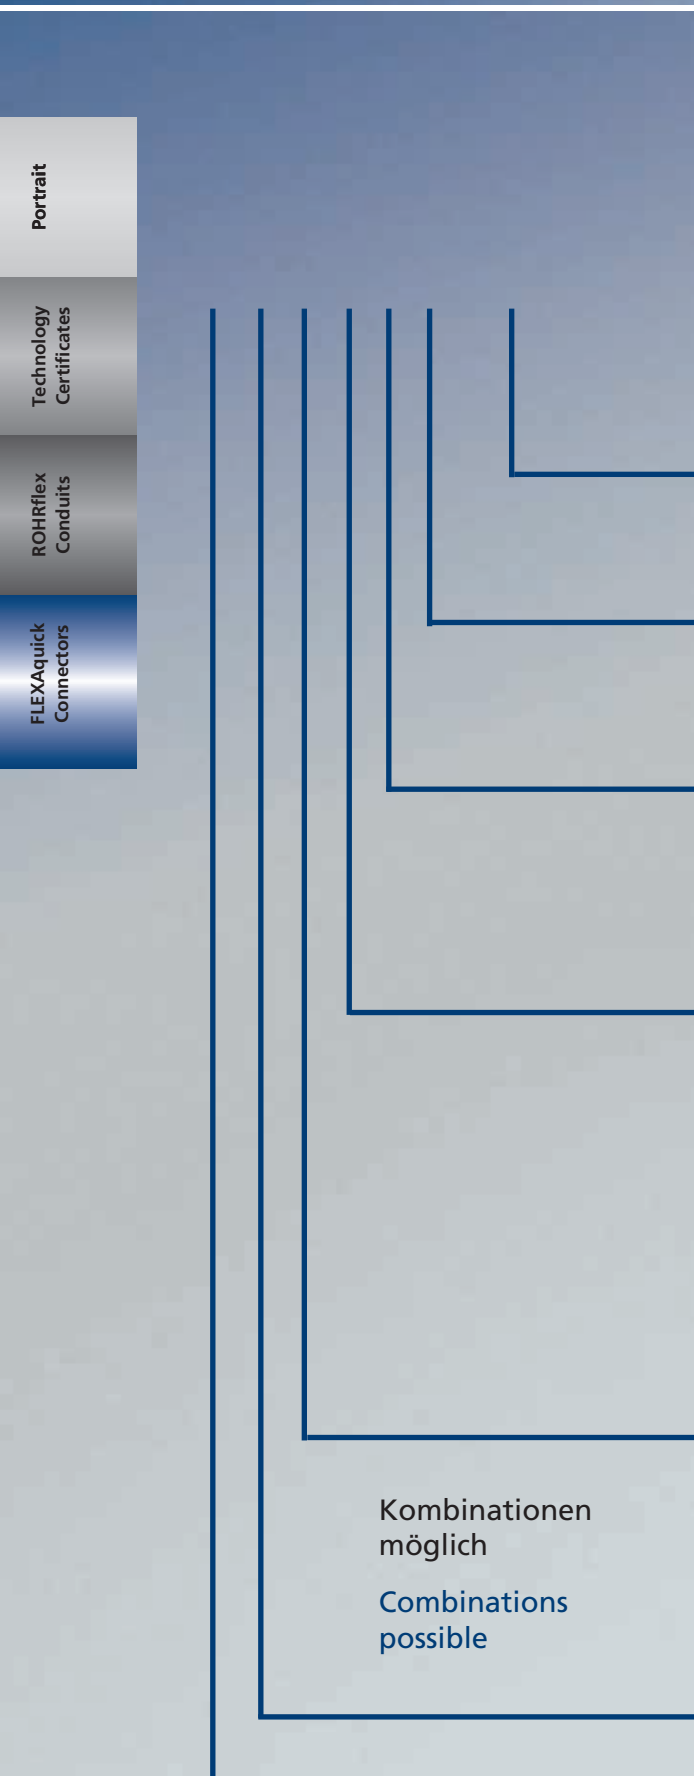 Portrait
Technology
Certificates
ROHRflex
Conduits
FLEXAquick
Connectors
Kombinationen
möglich
Combinations
possible